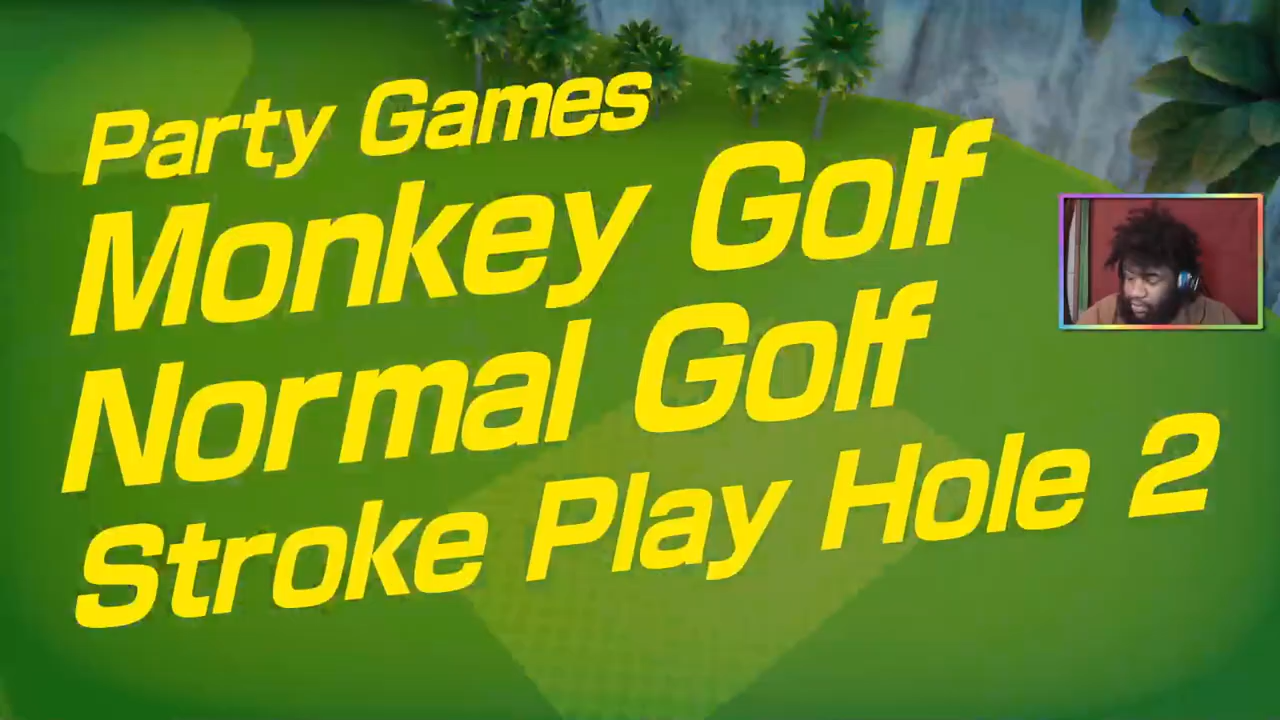 Party Games
Monkey Golf
Normal Golf
Stroke Play Hole 2